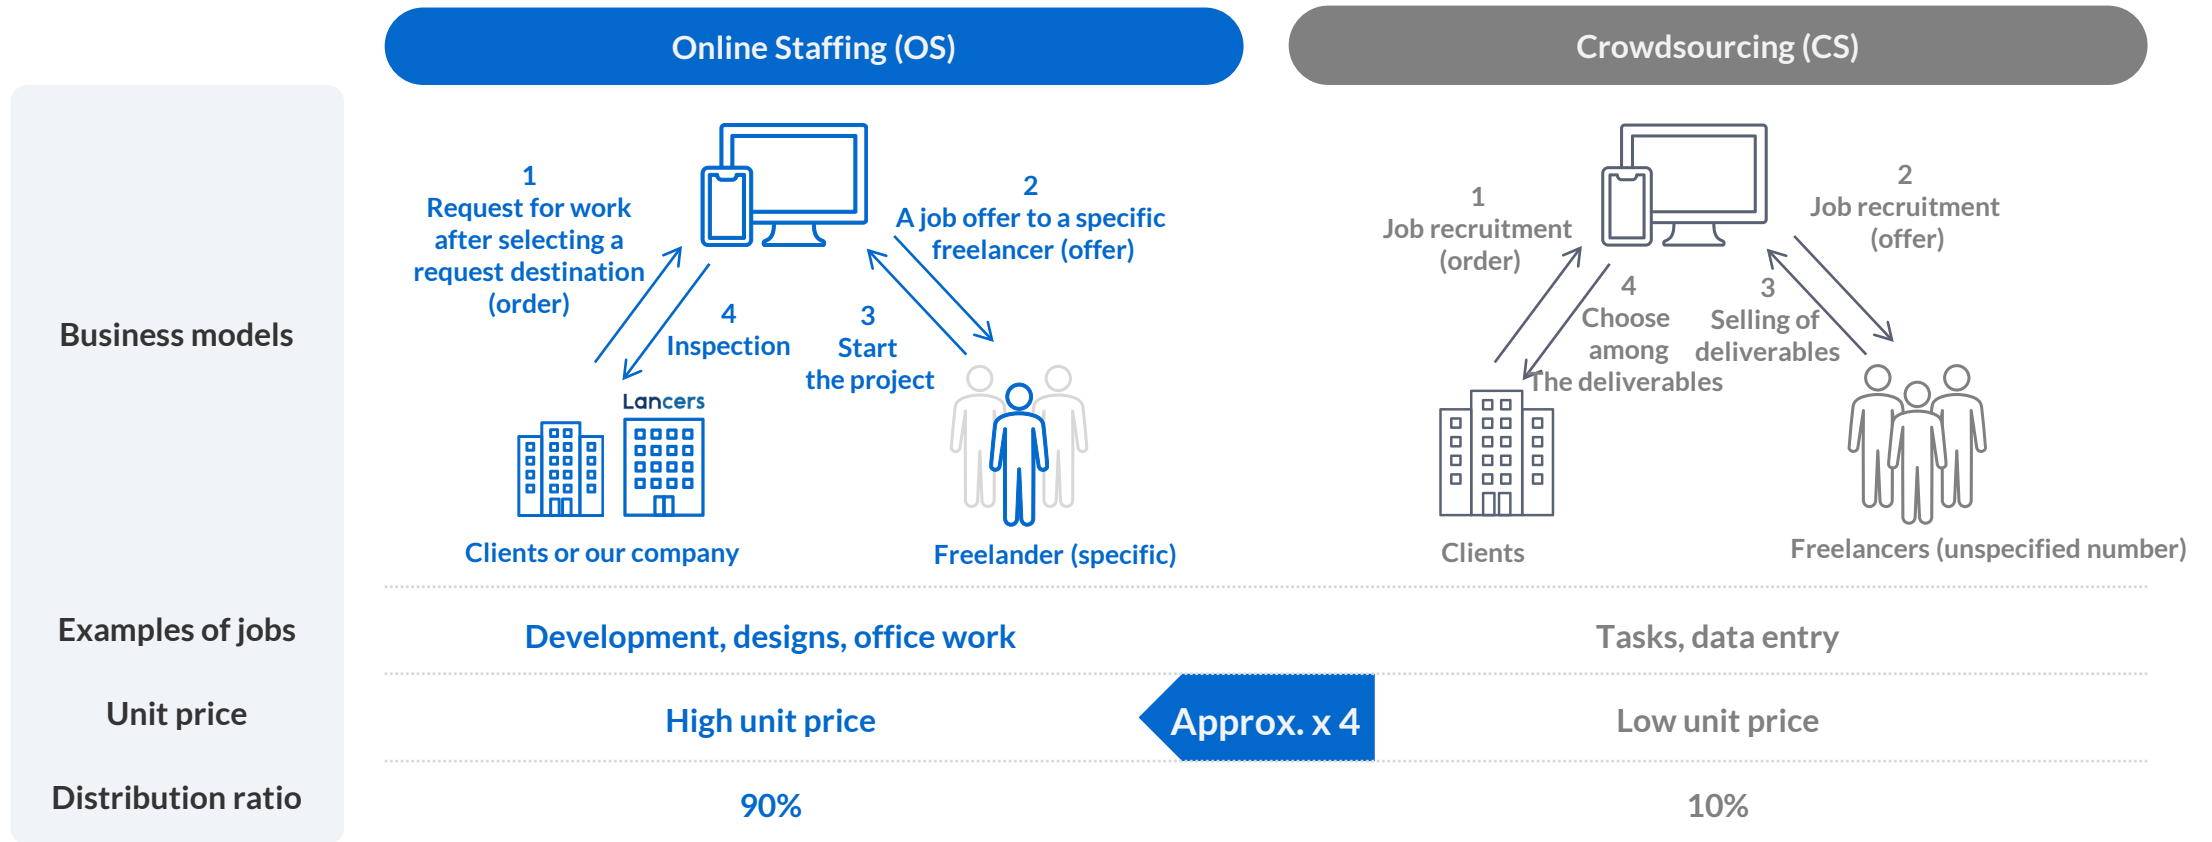 Online Staffing (OS)
Crowdsourcing (CS)
Business models
1
Request for work
after selecting a
request destination
(order)
2
A job offer to a specific
freelancer (offer)
3
Start
the project
4
Inspection
Lancers
Clients or our company
Freelander (specific)
1
Job recruitment
(order)
2
Job recruitment
(offer)
3
Selling of
deliverables
4
Choose
among
The deliverables
Clients
Freelancers (unspecified number)
Examples of jobs
Development, designs, office work
Tasks, data entry
Unit price
High unit price
Approx. x 4
Low unit price
Distribution ratio
90%
10%